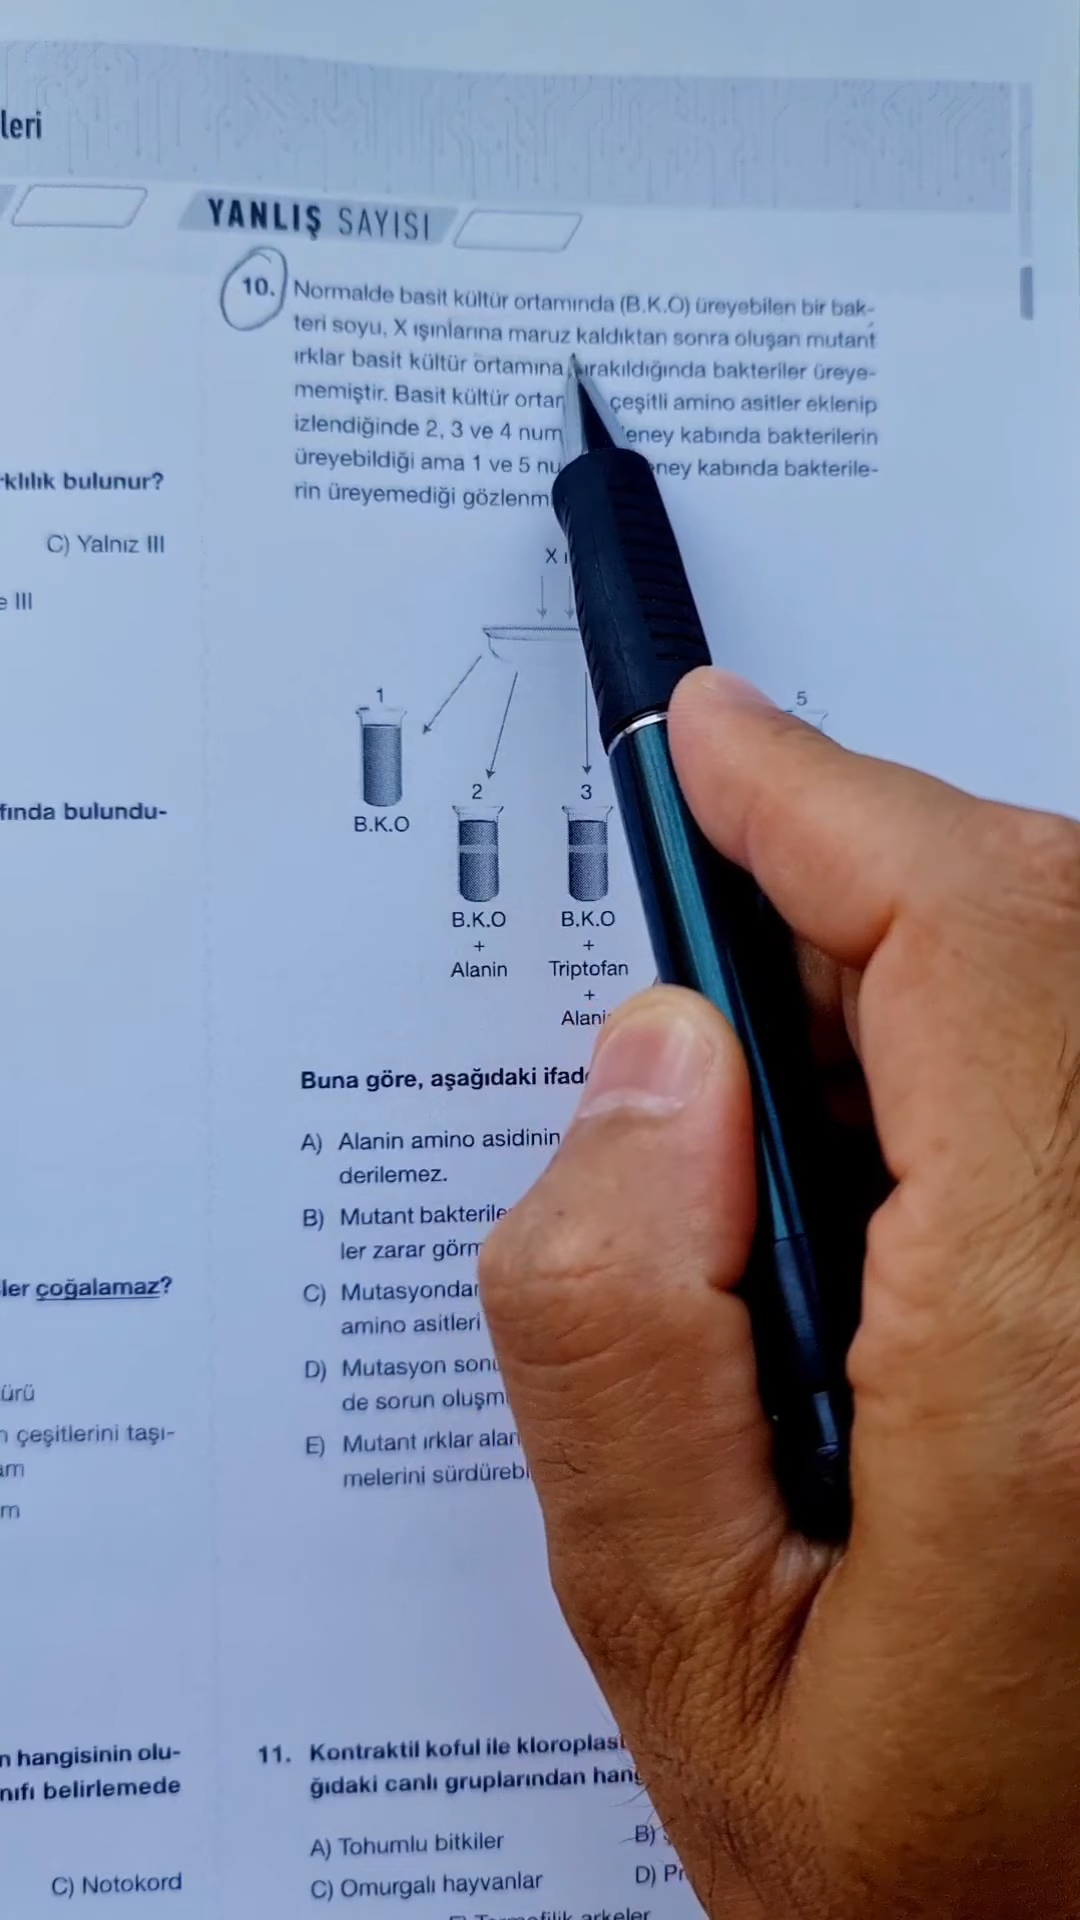 leri
YANLIŞ SAYISI
rklılık bulunur?
C) Yalnız III
e III
fında bulundu-
ler çoğalamaz?
ürü
n çeşitlerini taşı-
am
m
n hangisinin olu-
nıfı belirlemede
C) Notokord
10. Normalde basit kültür ortamında (B.K.O) üreyebilen bir bak-
teri soyu, X ışınlarına maruz kaldıktan sonra oluşan mutant
ırklar basit kültür ortamına bırakıldığında bakteriler üreye-
memiştir. Basit kültür ortam çeşitli amino asitler eklenip
izlendiğinde 2, 3 ve 4 num deney kabında bakterilerin
üreyebildiği ama 1 ve 5 nu deney kabında bakterile-
rin üreyemediği gözlenm
X
1
5
2
3
B.K.O
B.K.O
B.K.O
+
+
Alanin
Triptofan
+
Alani
Buna göre, aşağıdaki ifad
A) Alanin amino asidinin
derilemez.
B) Mutant bakterile
ler zarar görm
C) Mutasyondan
amino asitleri
D) Mutasyon sonu
de sorun oluşm
E) Mutant ırklar alan
melerini sürdürebi
11. Kontraktil koful ile kloroplast
ğıdaki canlı gruplarından hang
A) Tohumlu bitkiler
B)
C) Omurgalı hayvanlar
D) Pr
arkeler